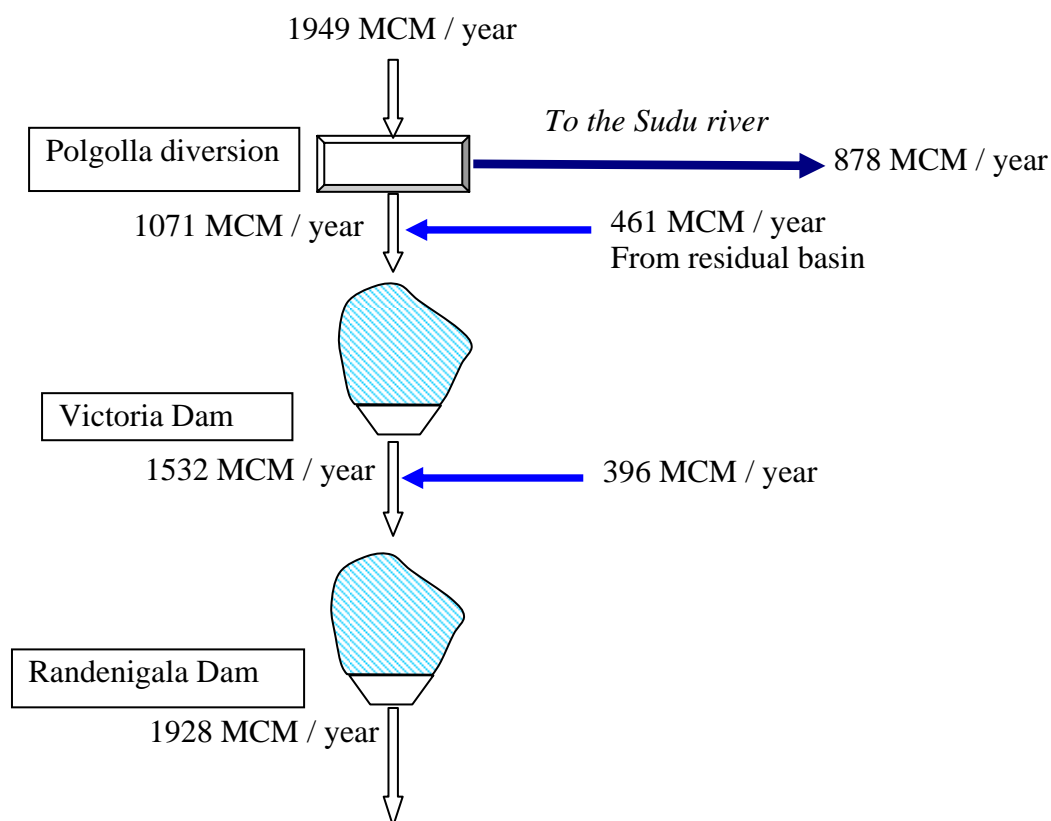 1949 MCM / year
To the Sudu river
Polgolla diversion
878 MCM / year
1071 MCM / year
461 MCM / year
From residual basin
Victoria Dam
1532 MCM / year
396 MCM / year
Randenigala Dam
1928 MCM / year